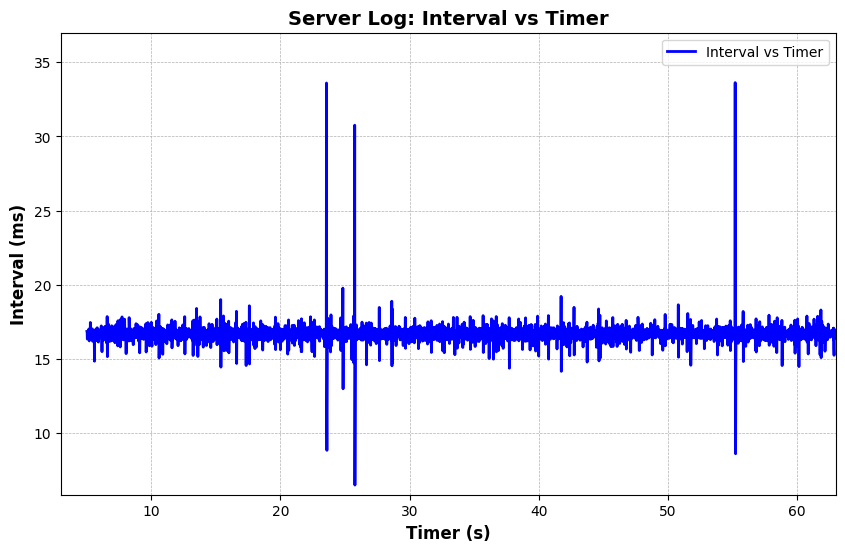 Server Log: Interval vs Timer
Interval vs Timer
35
30
25
20
15
10
Interval (ms)
10 20 30 40 50 60
Timer (s)